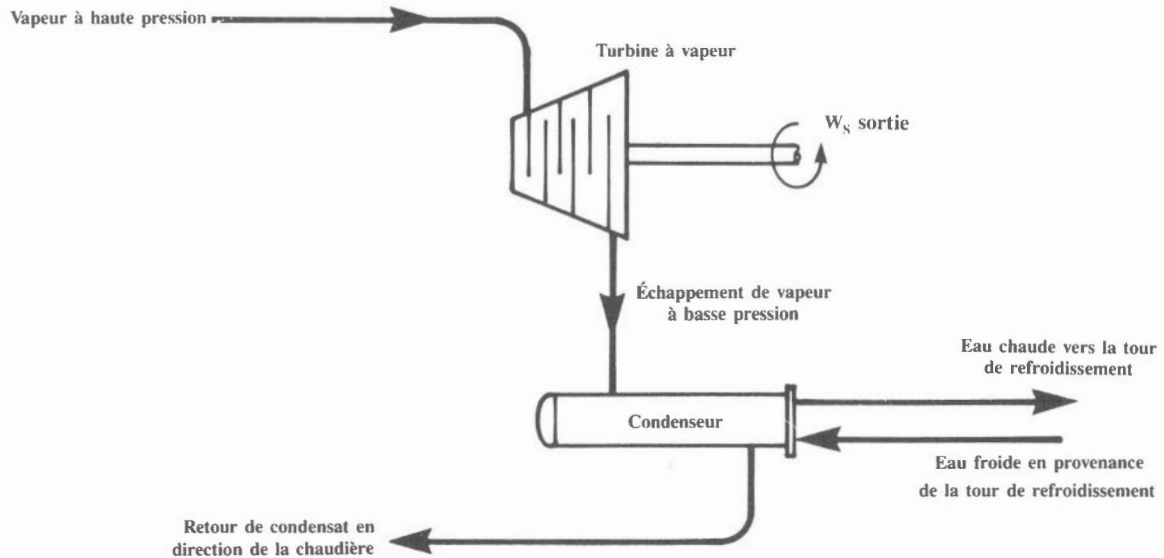 Vapeur à haute pression
Turbine à vapeur
W_S sortie
Échappement de vapeur
à basse pression
Eau chaude vers la tour
de refroidissement
Condenseur
Eau froide en provenance
de la tour de refroidissement
Retour de condensat en
direction de la chaudière